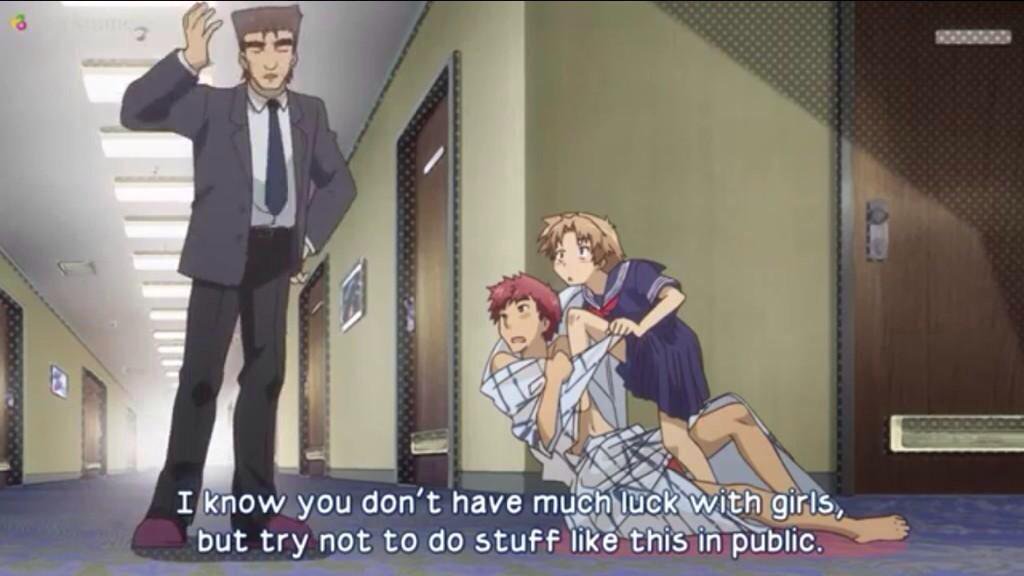 I know you don't have much luck with girls,
but try not to do stuff like this in public.